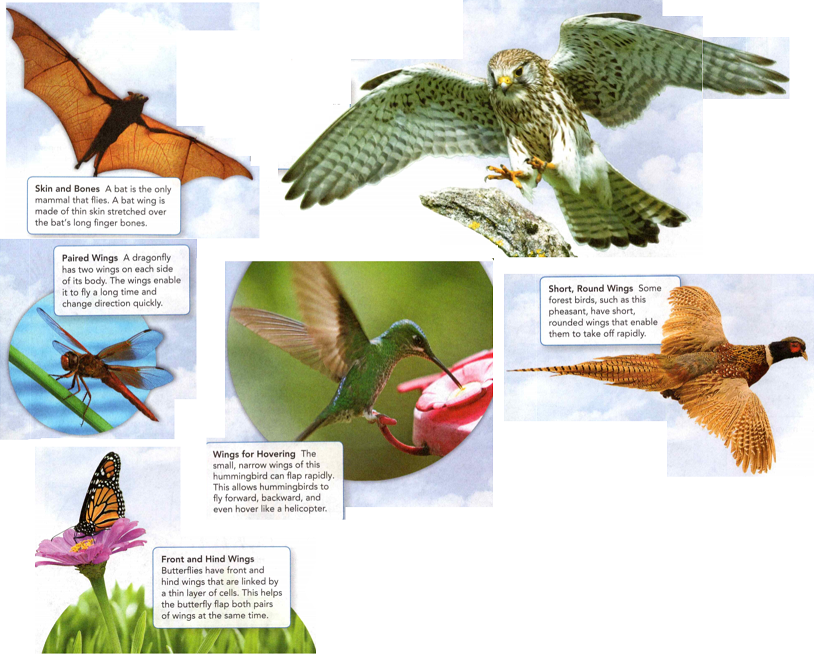 Skin and Bones  A bat is the only
mammal that flies. A bat wing is
made of thin skin stretched over
the bat's long finger bones.
Paired Wings  A dragonfly
has two wings on each side
of its body. The wings enable
it to fly a long time and
change direction quickly.
Short, Round Wings  Some
forest birds, such as this
pheasant, have short,
rounded wings that enable
them to take off rapidly.
Wings for Hovering  The
small, narrow wings of this
hummingbird can flap rapidly.
This allows hummingbirds to
fly forward, backward, and
even hover like a helicopter.
Front and Hind Wings
Butterflies have front and
hind wings that are linked by
a thin layer of cells. This helps
the butterfly flap both pairs
of wings at the same time.